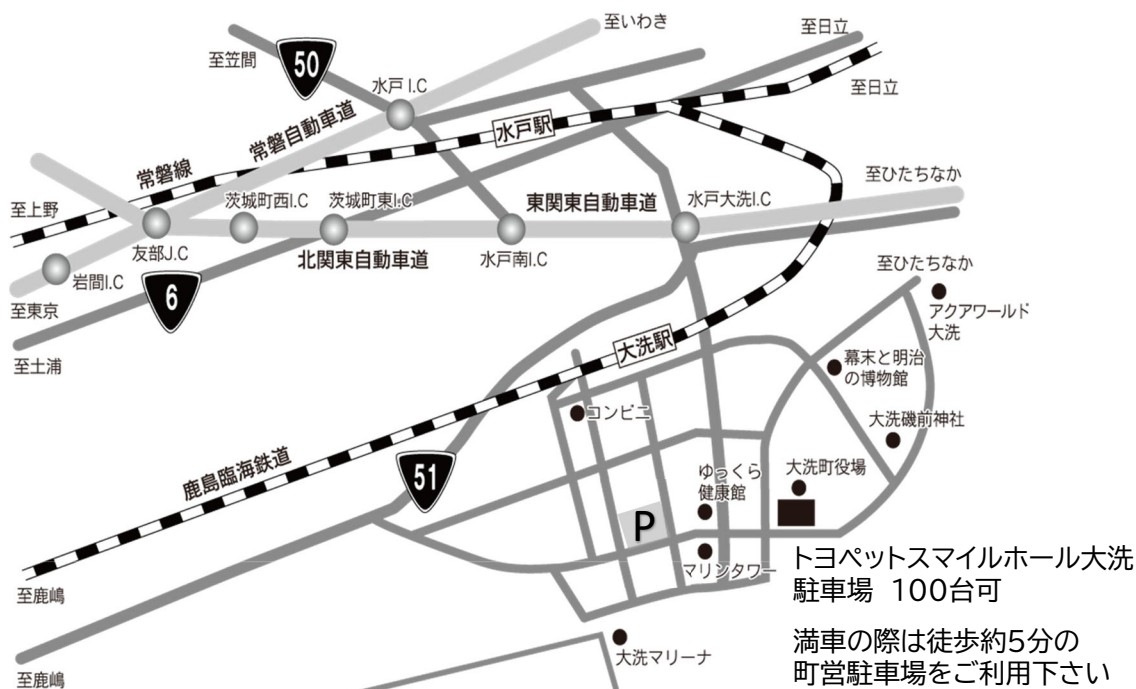 至いわき
至日立
至笠間
50
水戸I.C
至日立
水戸駅
常磐自動車道
常磐線
至ひたちなか
茨城町西I.C
茨城町東I.C
東関東自動車道
水戸大洗I.C
至上野
友部J.C
北関東自動車道
水戸南I.C
岩間I.C
至ひたちなか
6
至東京
アクアワールド
大洗
大洗駅
至土浦
幕末と明治
の博物館
コンビニ
大洗磯前神社
鹿島臨海鉄道
51
ゆっくら
健康館
大洗町役場
P
マリンタワー
トヨペットスマイルホール大洗
駐車場 100台可
至鹿嶋
満車の際は徒歩約5分の
町営駐車場をご利用下さい
大洗マリーナ
至鹿嶋